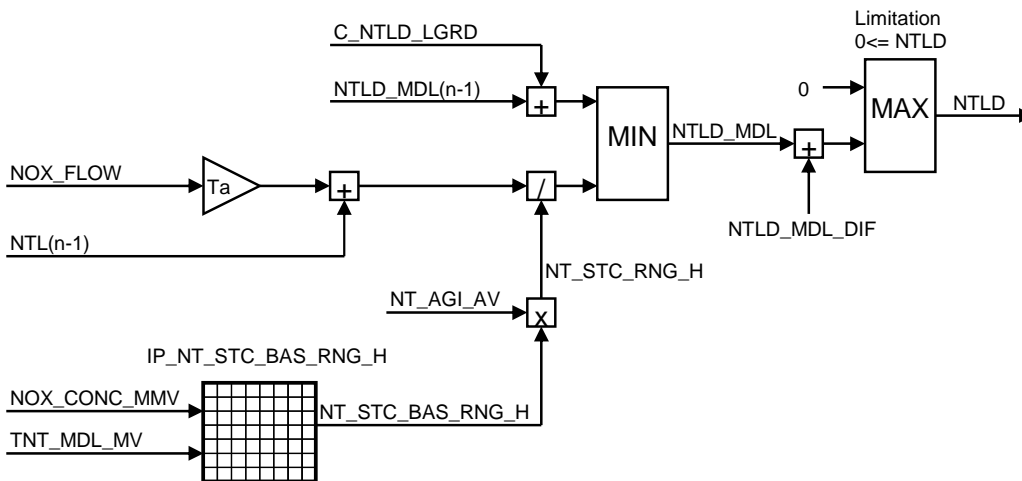 Limitation
0<= NTLD
C_NTLD_LGRD
NTLD_MDL(n-1)
+
0
MAX
NTLD
MIN
NTLD_MDL
+
NOX_FLOW
Ta
+
/
NTL(n-1)
NTLD_MDL_DIF
NT_STC_RNG_H
NT_AGI_AV
x
IP_NT_STC_BAS_RNG_H
NOX_CONC_MMV
NT_STC_BAS_RNG_H
TNT_MDL_MV